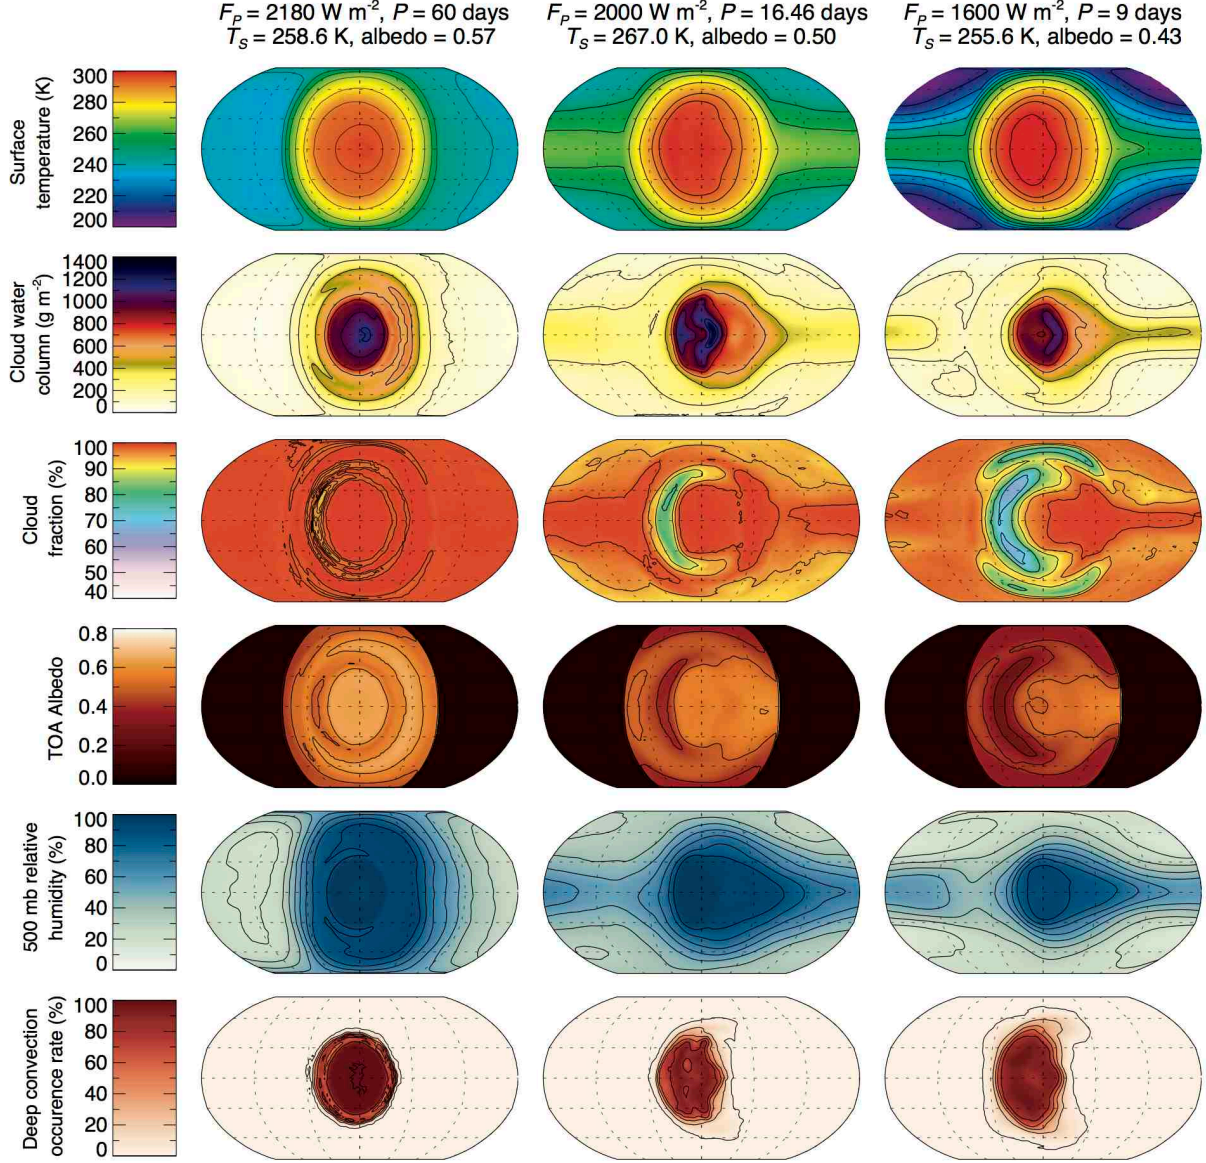 F_P = 2180 W m⁻², P = 60 days
T_S = 258.6 K, albedo = 0.57
F_P = 2000 W m⁻², P = 16.46 days
T_S = 267.0 K, albedo = 0.50
F_P = 1600 W m⁻², P = 9 days
T_S = 255.6 K, albedo = 0.43
Surface
temperature (K)
300
280
260
240
220
200
Cloud water
column (g m⁻²)
1400
1200
1000
800
600
400
200
0
Cloud
fraction (%)
100
90
80
70
60
50
40
TOA Albedo
0.8
0.6
0.4
0.2
0.0
500 mb relative
humidity (%)
100
80
60
40
20
0
Deep convection
occurence rate (%)
100
80
60
40
20
0